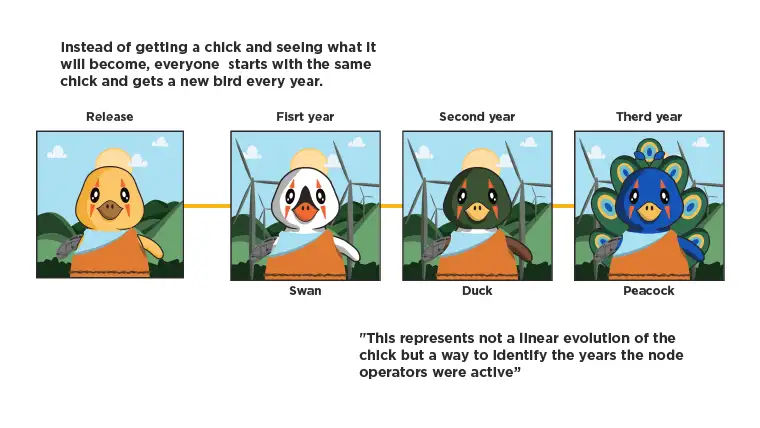 Instead of getting a chick and seeing what it
will become, everyone starts with the same
chick and gets a new bird every year.
Release
Fisrt year
Second year
Therd year
Swan
Duck
Peacock
"This represents not a linear evolution of the
chick but a way to identify the years the node
operators were active”